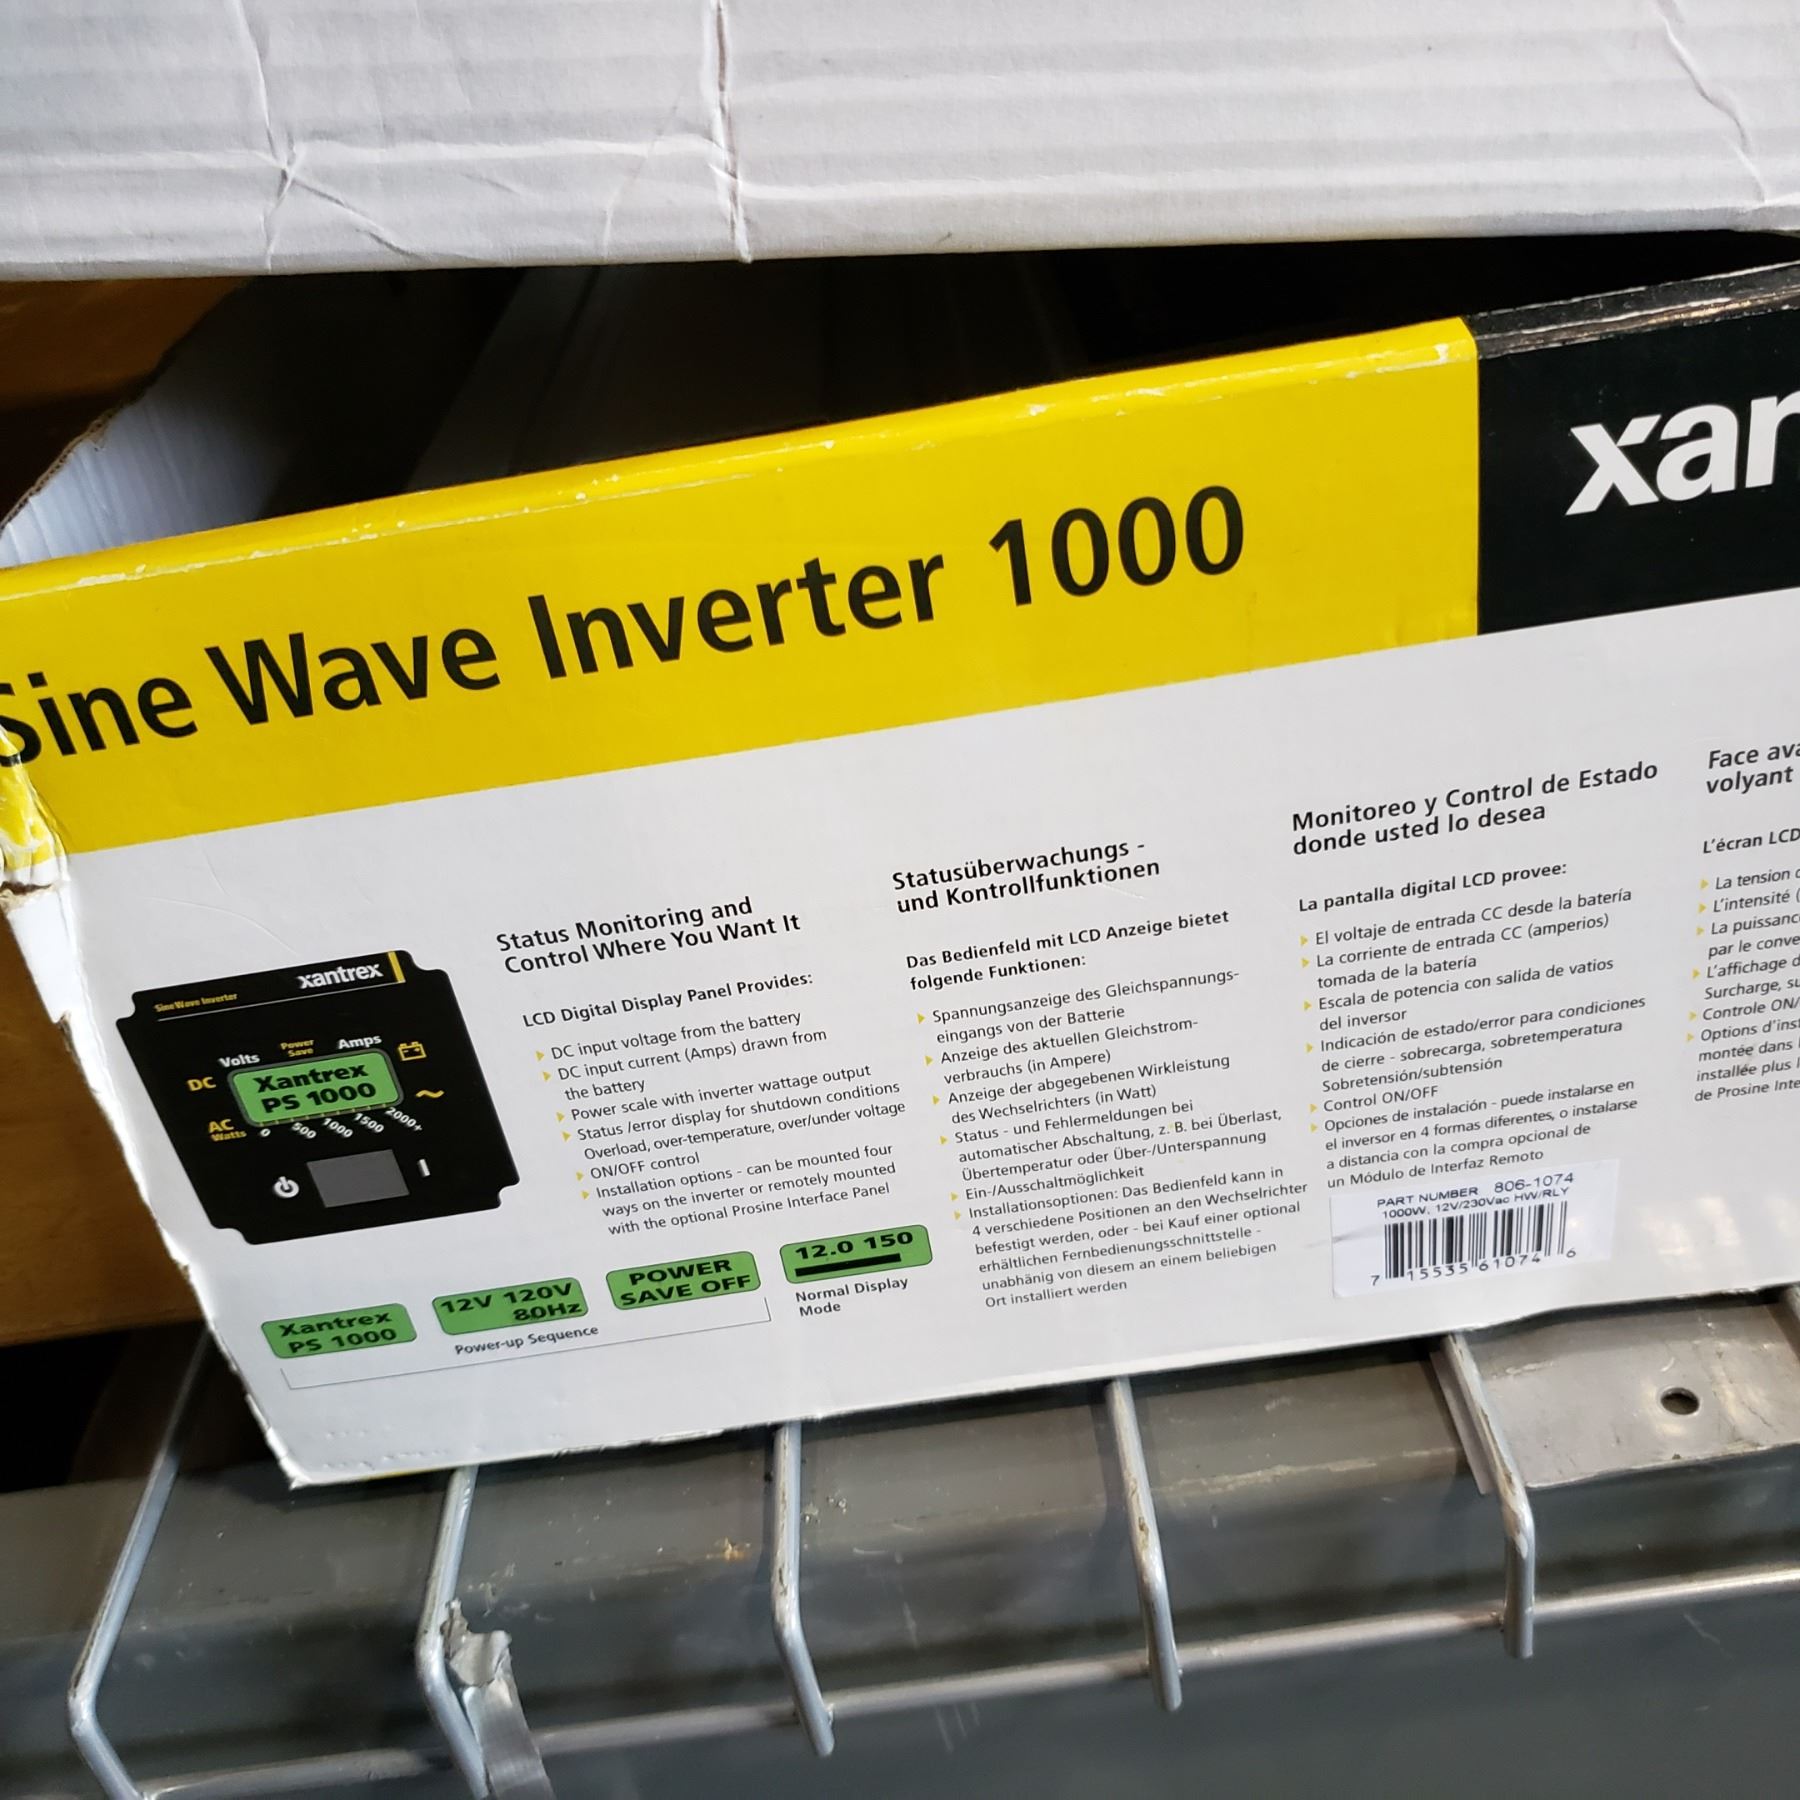 Sine Wave Inverter 1000
xantrex
Sine Wave Inverter
Volts
Power
Save
Amps
DC
Xantrex
PS 1000
AC
Watts
0
500
1000
1500
2000+
Status Monitoring and
Control Where You Want It
LCD Digital Display Panel Provides:
DC input voltage from the battery
DC input current (Amps) drawn from
the battery
Power scale with inverter wattage output
Status /error display for shutdown conditions
Overload, over-temperature, over/under voltage
ON/OFF control
Installation options - can be mounted four
ways on the inverter or remotely mounted
with the optional Prosine Interface Panel
Xantrex
PS 1000
12V 120V
80Hz
POWER
SAVE OFF
12.0 150
Power-up Sequence
Normal Display
Mode
Statusüberwachungs -
und Kontrollfunktionen
Das Bedienfeld mit LCD Anzeige bietet
folgende Funktionen:
Spannungsanzeige des Gleichspannungs-
eingangs von der Batterie
Anzeige des aktuellen Gleichstrom-
verbrauchs (in Ampere)
Anzeige der abgegebenen Wirkleistung
des Wechselrichters (in Watt)
Status - und Fehlermeldungen bei
automatischer Abschaltung, z. B. bei Überlast,
Übertemperatur oder Über-/Unterspannung
Ein-/Ausschaltmöglichkeit
Installationsoptionen: Das Bedienfeld kann in
4 verschiedene Positionen an den Wechselrichter
befestigt werden, oder - bei Kauf einer optional
erhältlichen Fernbedienungsschnittstelle -
unabhänig von diesem an einem beliebigen
Ort installiert werden
Monitoreo y Control de Estado
donde usted lo desea
La pantalla digital LCD provee:
El voltaje de entrada CC desde la batería
La corriente de entrada CC (amperios)
tomada de la batería
Escala de potencia con salida de vatios
del inversor
Indicación de estado/error para condiciones
de cierre - sobrecarga, sobretemperatura
Sobretensión/subtensión
Control ON/OFF
Opciones de instalación - puede instalarse en
el inversor en 4 formas diferentes, o instalarse
a distancia con la compra opcional de
un Módulo de Interfaz Remoto
PART NUMBER 806-1074
1000W, 12V/230Vac HW/RLY
7 15535 61074 6
xan
Face ava
volyant
L'écran LCD
La tension
L'intensité (
La puissanc
par le conve
L'affichage d
Surcharge, su
Controle ON/
Options d'inst
montée dans
installée plus
de Prosine Inte